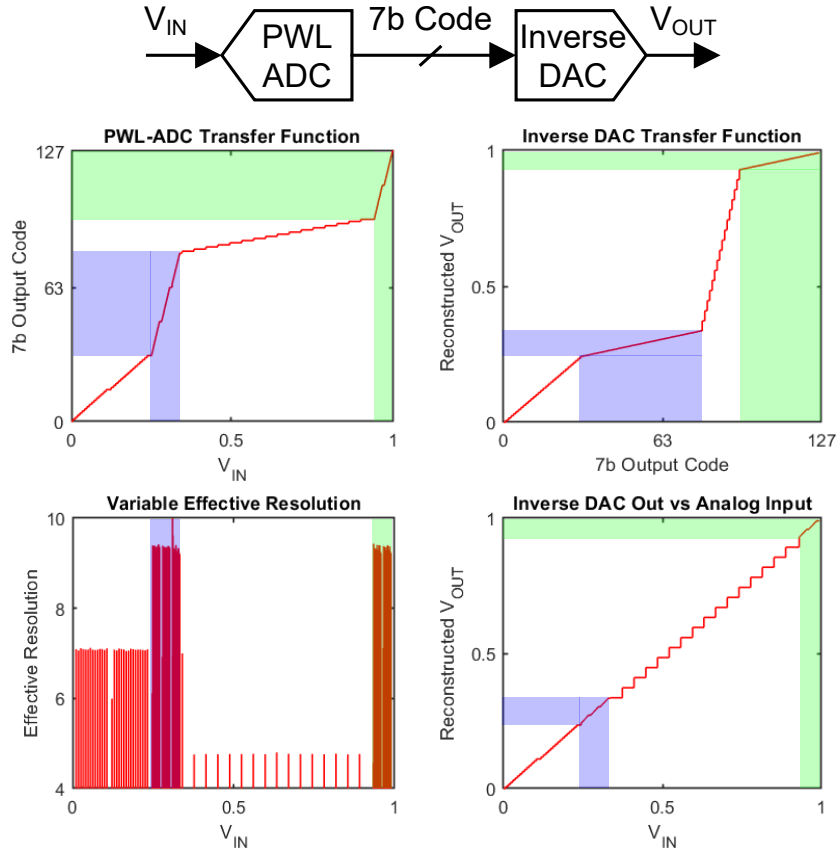 V_IN
PWL
ADC
7b Code
Inverse
DAC
V_OUT
PWL-ADC Transfer Function
127
63
0
7b Output Code
0
0.5
1
V_IN
Inverse DAC Transfer Function
1
0.5
0
Reconstructed V_OUT
0
63
127
7b Output Code
Variable Effective Resolution
10
8
6
4
Effective Resolution
0
0.5
1
V_IN
Inverse DAC Out vs Analog Input
1
0.5
0
Reconstructed V_OUT
0
0.5
1
V_IN